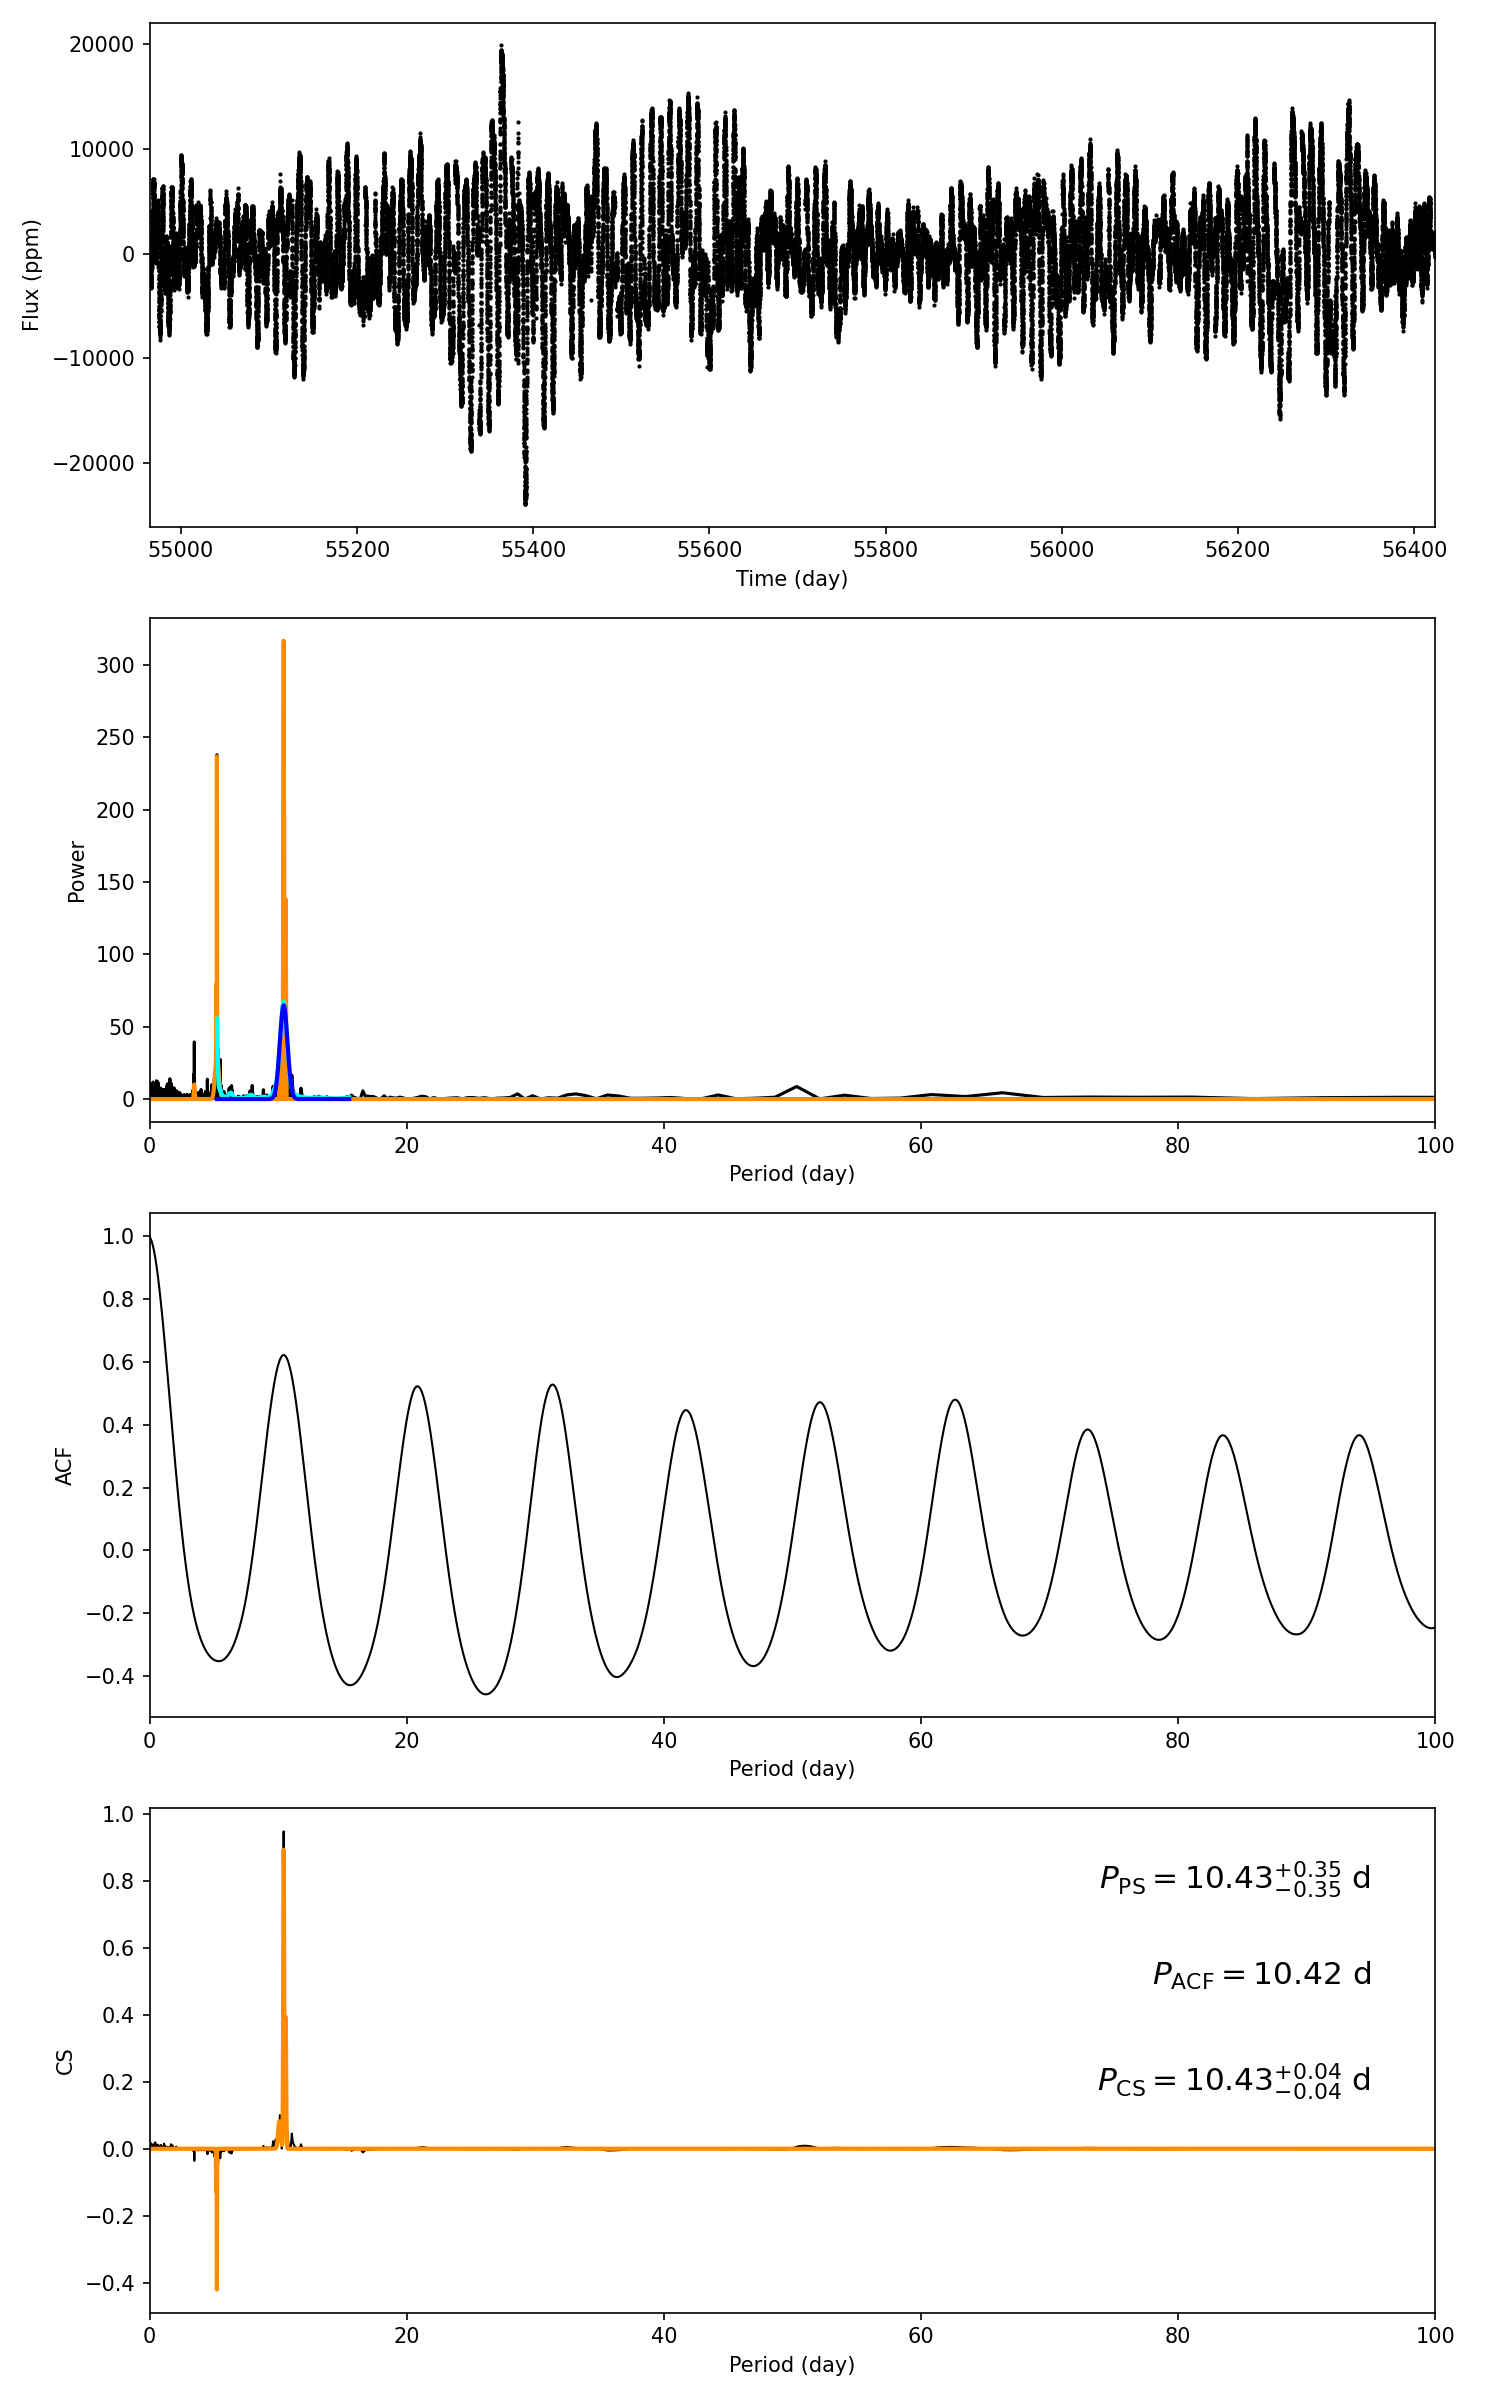 20000
10000
0
−10000
−20000
Flux (ppm)
55000 55200 55400 55600 55800 56000 56200 56400
Time (day)
300
250
200
150
100
50
0
Power
0 20 40 60 80 100
Period (day)
1.0
0.8
0.6
0.4
0.2
0.0
−0.2
−0.4
ACF
0 20 40 60 80 100
Period (day)
1.0
0.8
0.6
0.4
0.2
0.0
−0.2
−0.4
CS
P_PS = 10.43^{+0.35}_{−0.35} d
P_ACF = 10.42 d
P_CS = 10.43^{+0.04}_{−0.04} d
0 20 40 60 80 100
Period (day)